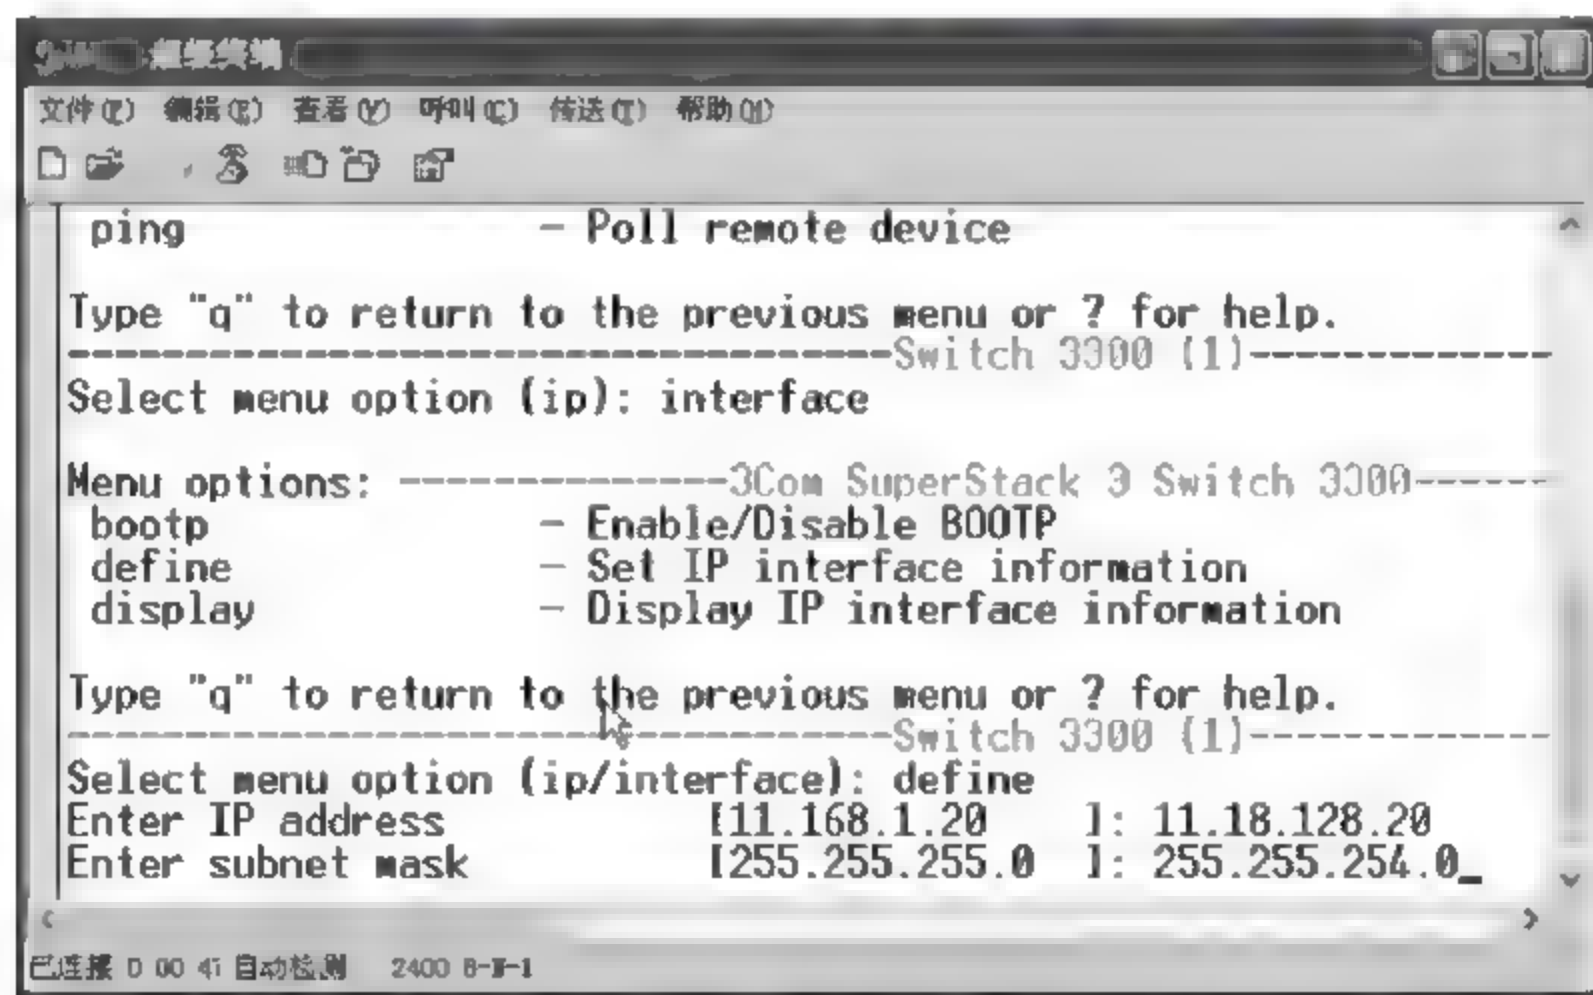 超级终端
文件(F) 编辑(E) 查看(V) 呼叫(C) 传送(T) 帮助(H)
ping - Poll remote device
Type "q" to return to the previous menu or ? for help.
-----------------------------------Switch 3300 (1)-------------
Select menu option (ip): interface
Menu options: --------------3Com SuperStack 3 Switch 3300------
bootp - Enable/Disable BOOTP
define - Set IP interface information
display - Display IP interface information
Type "q" to return to the previous menu or ? for help.
-----------------------------------Switch 3300 (1)-------------
Select menu option (ip/interface): define
Enter IP address [11.168.1.20 ]: 11.18.128.20
Enter subnet mask [255.255.255.0 ]: 255.255.254.0_
已连接 0 00 自动检测 2400 8-N-1